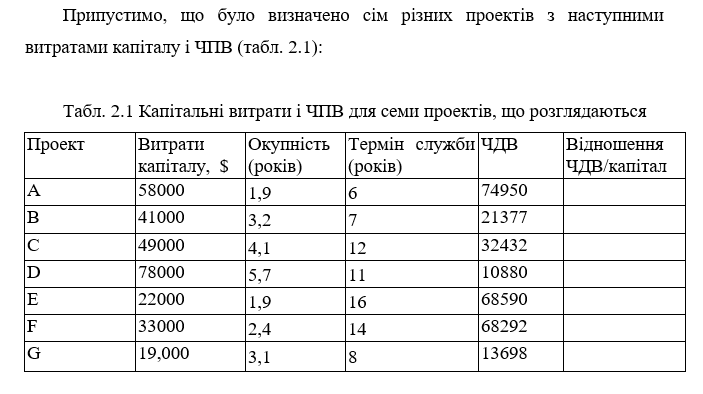 Припустимо, що було визначено сім різних проектів з наступними
витратами капіталу і ЧПВ (табл. 2.1):
Табл. 2.1 Капітальні витрати і ЧПВ для семи проектів, що розглядаються
Проект Витрати капіталу, $ Окупність (років) Термін служби (років) ЧДВ Відношення ЧДВ/капітал
A 58000 1,9 6 74950
B 41000 3,2 7 21377
C 49000 4,1 12 32432
D 78000 5,7 11 10880
E 22000 1,9 16 68590
F 33000 2,4 14 68292
G 19,000 3,1 8 13698